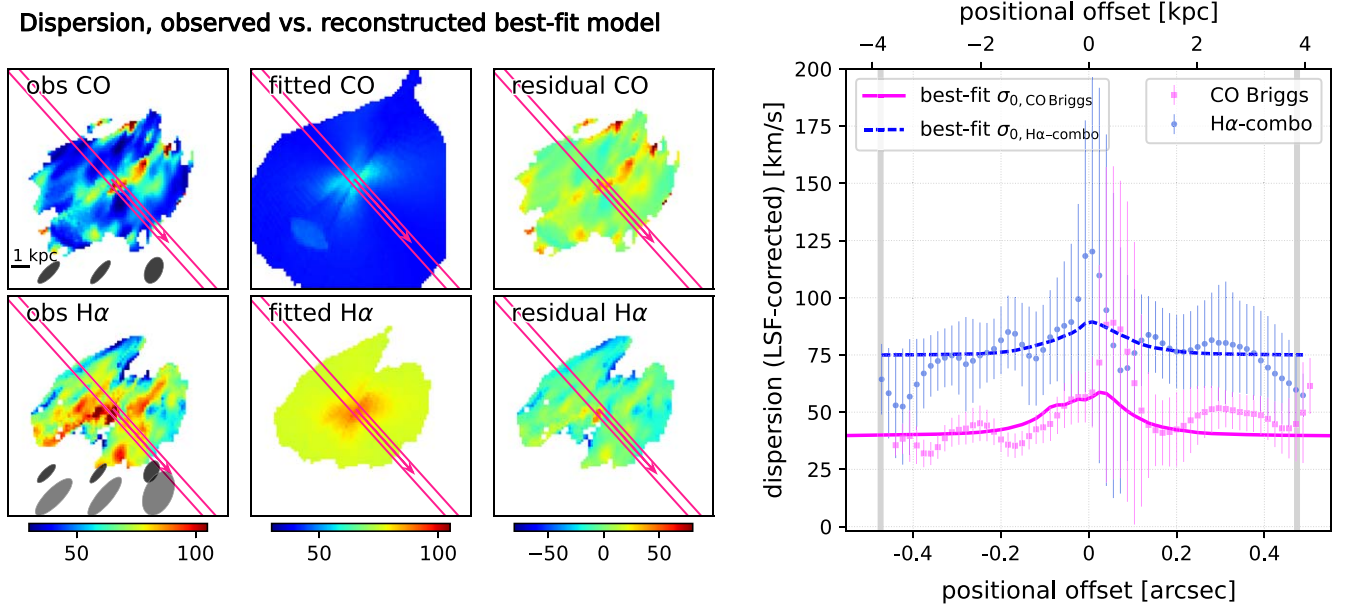 Dispersion, observed vs. reconstructed best-fit model
obs CO
fitted CO
residual CO
1 kpc
obs Hα
fitted Hα
residual Hα
50 100
50 100
−50 0 50
positional offset [kpc]
−4 −2 0 2 4
best-fit σ0, CO Briggs
best-fit σ0, Hα−combo
CO Briggs
Hα-combo
dispersion (LSF-corrected) [km/s]
200
175
150
125
100
75
50
25
0
-0.4 -0.2 0 0.2 0.4
positional offset [arcsec]